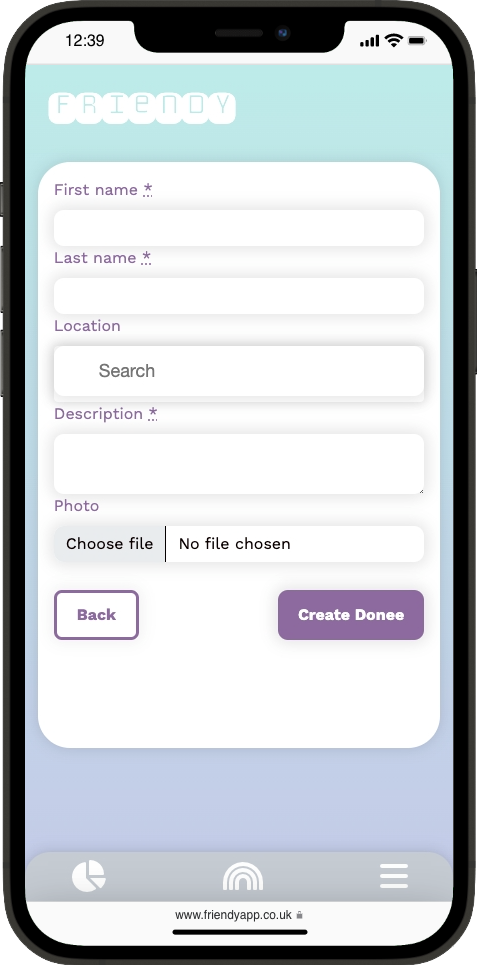 12:39
FRIENDY
First name *
Last name *
Location
Search
Description *
Photo
Choose file No file chosen
Back Create Donee
www.friendyapp.co.uk